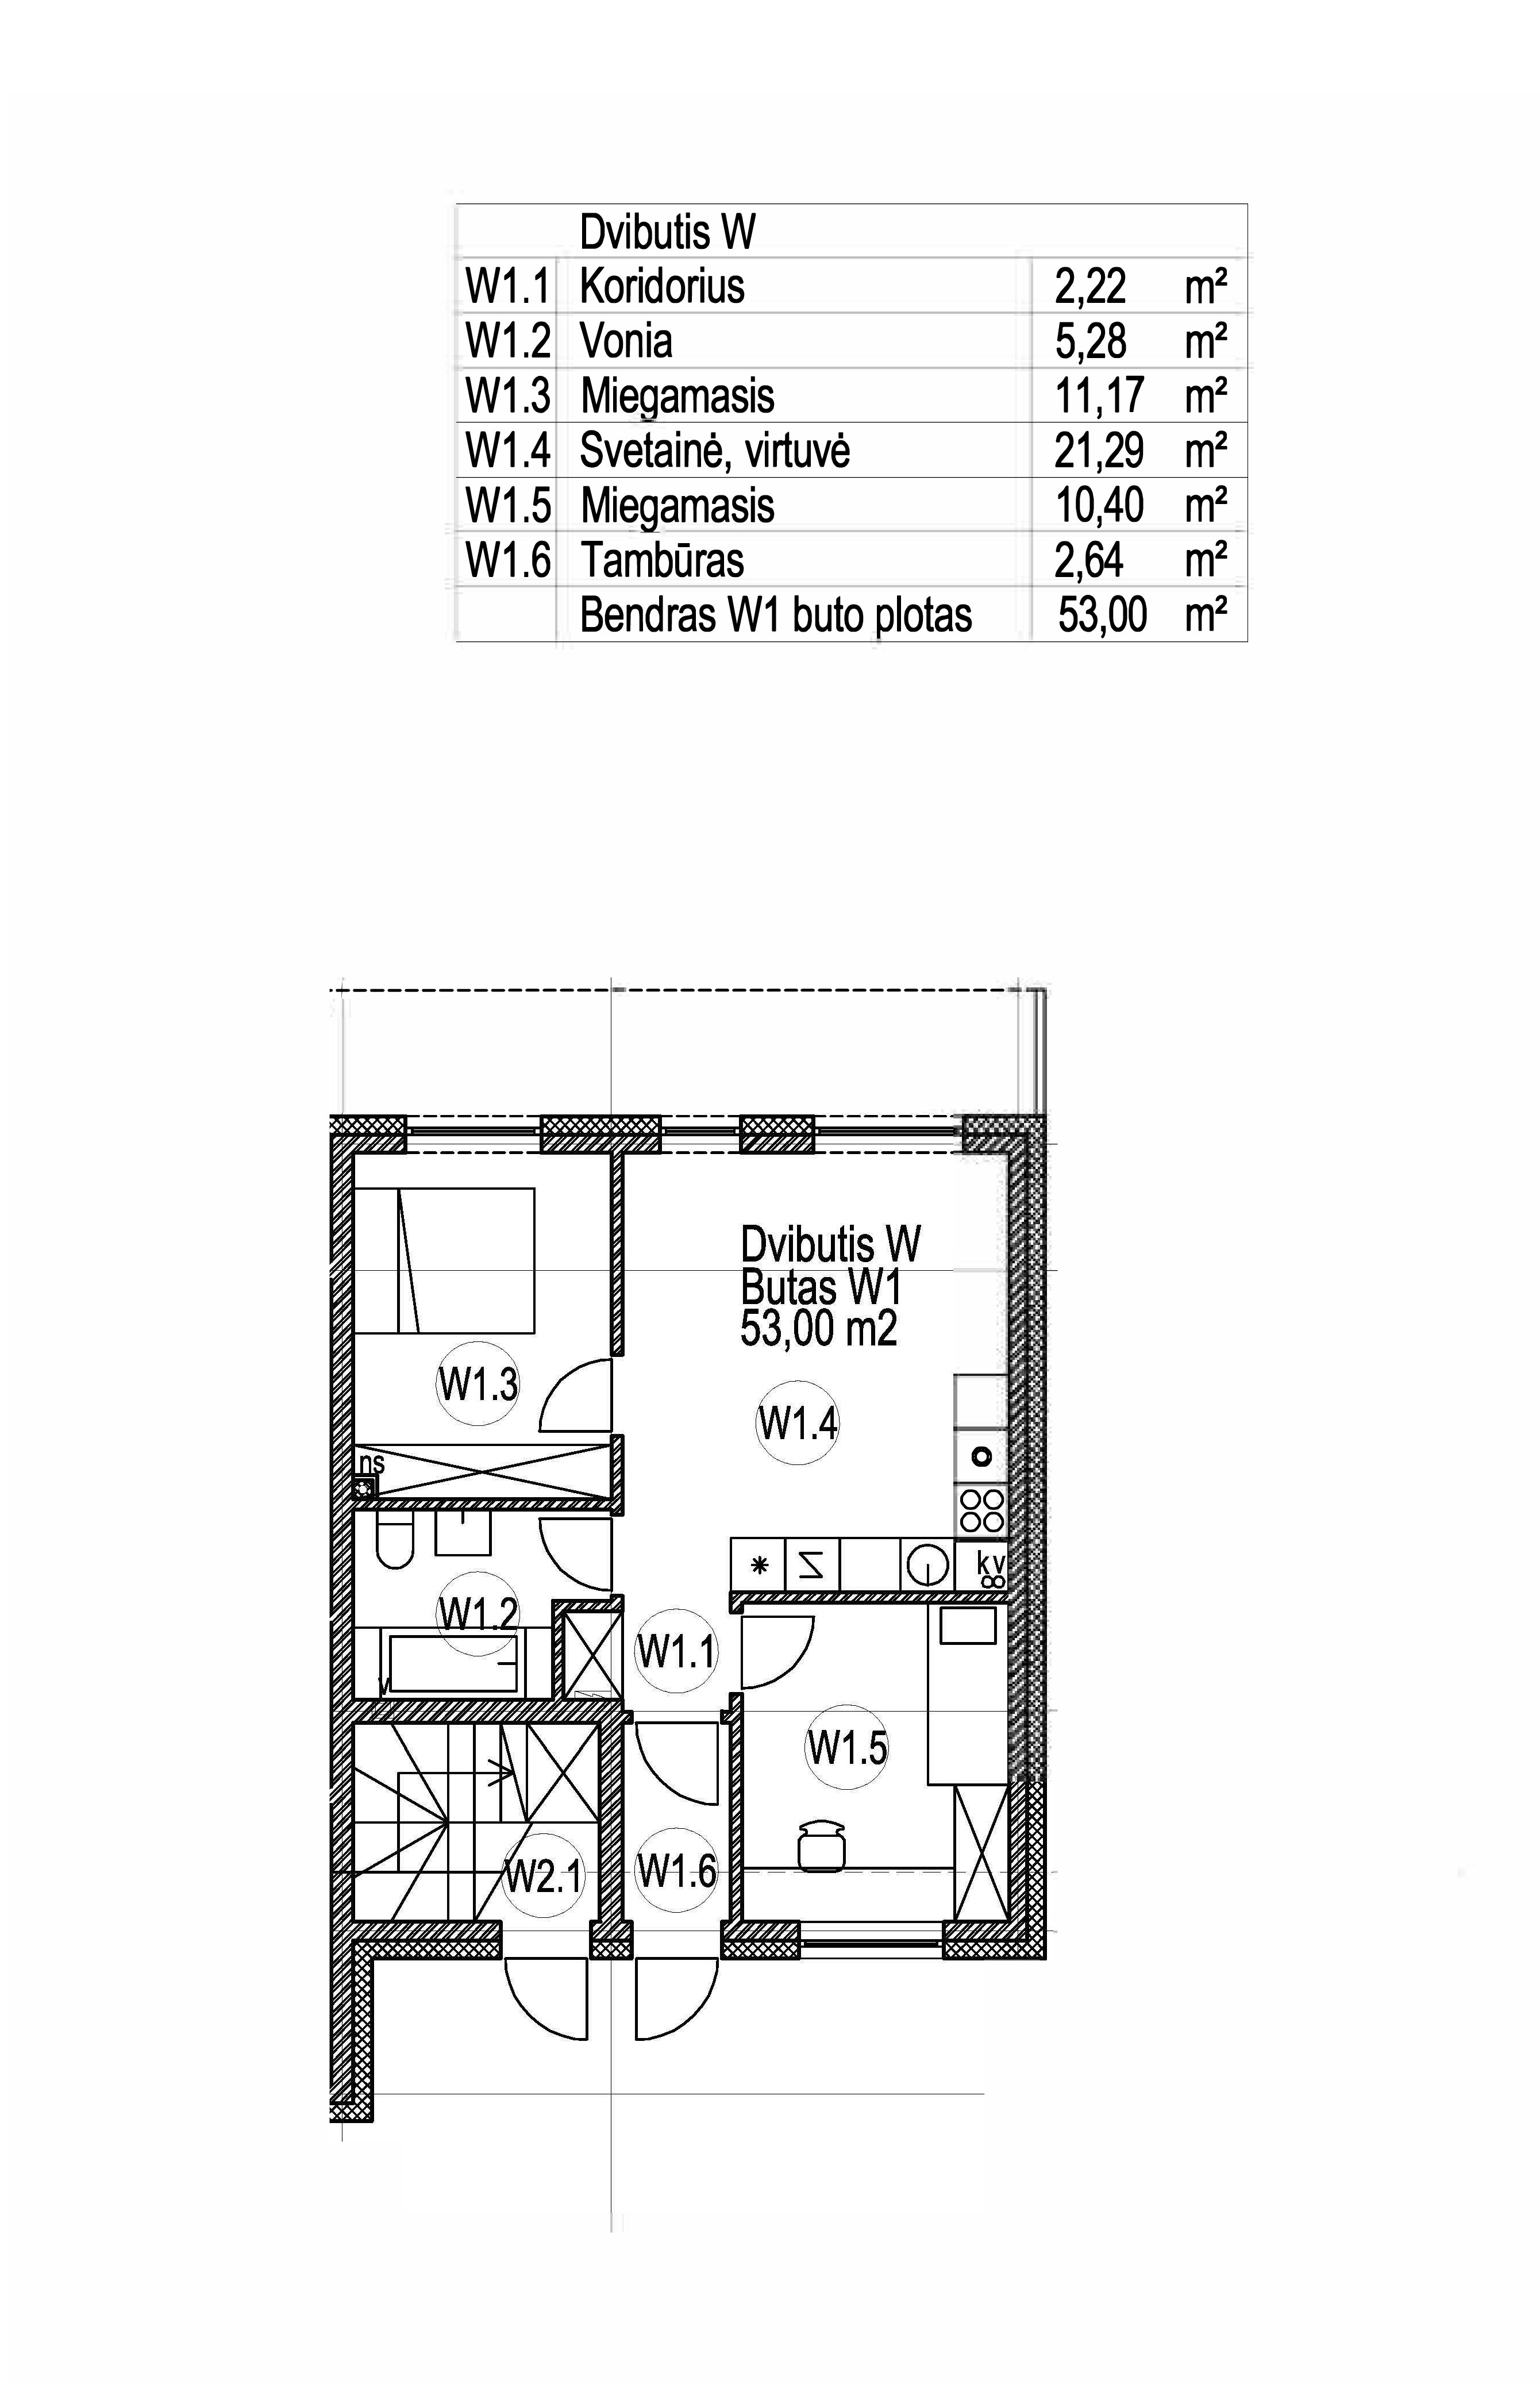 Dvibutis W
W1.1 Koridorius 2,22 m²
W1.2 Vonia 5,28 m²
W1.3 Miegamasis 11,17 m²
W1.4 Svetainė, virtuvė 21,29 m²
W1.5 Miegamasis 10,40 m²
W1.6 Tambūras 2,64 m²
Bendras W1 buto plotas 53,00 m²
Dvibutis W
Butas W1
53,00 m2
W1.3
W1.4
ns
kv
W1.2
W1.1
v
W1.5
W2.1
W1.6